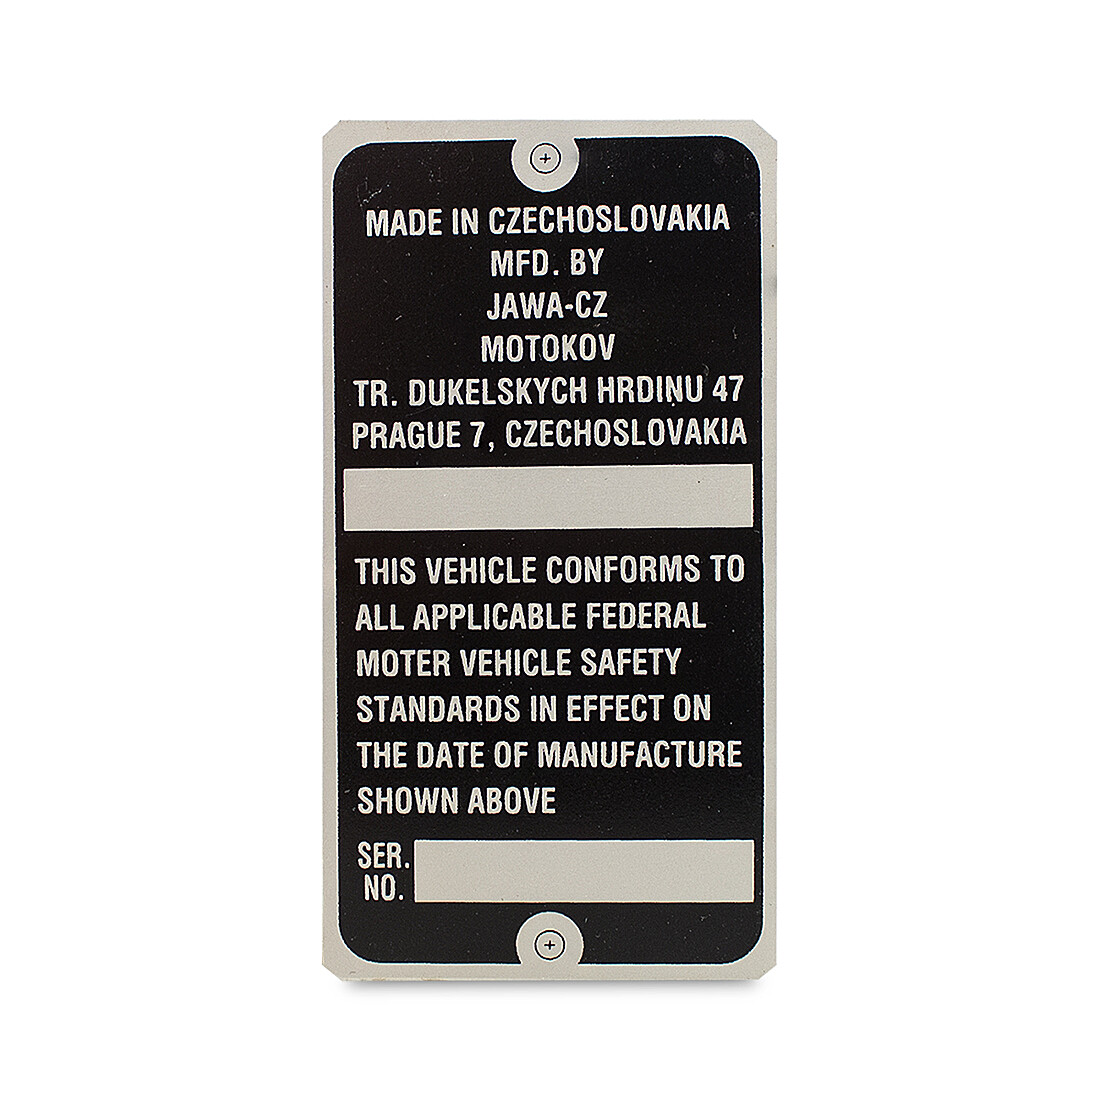 MADE IN CZECHOSLOVAKIA
MFD. BY
JAWA-CZ
MOTOKOV
TR. DUKELSKYCH HRDINU 47
PRAGUE 7, CZECHOSLOVAKIA
THIS VEHICLE CONFORMS TO
ALL APPLICABLE FEDERAL
MOTER VEHICLE SAFETY
STANDARDS IN EFFECT ON
THE DATE OF MANUFACTURE
SHOWN ABOVE
SER.
NO.